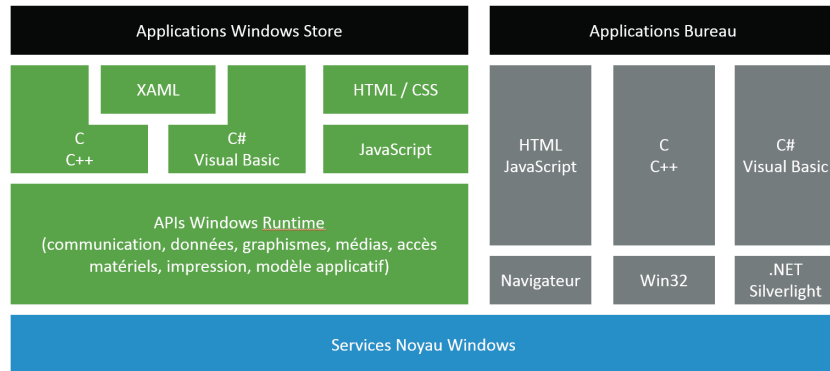 Applications Windows Store
Applications Bureau
XAML
HTML / CSS
C
C++
C#
Visual Basic
JavaScript
HTML
JavaScript
C
C++
C#
Visual Basic
APIs Windows Runtime
(communication, données, graphismes, médias, accès
matériels, impression, modèle applicatif)
Navigateur
Win32
.NET
Silverlight
Services Noyau Windows